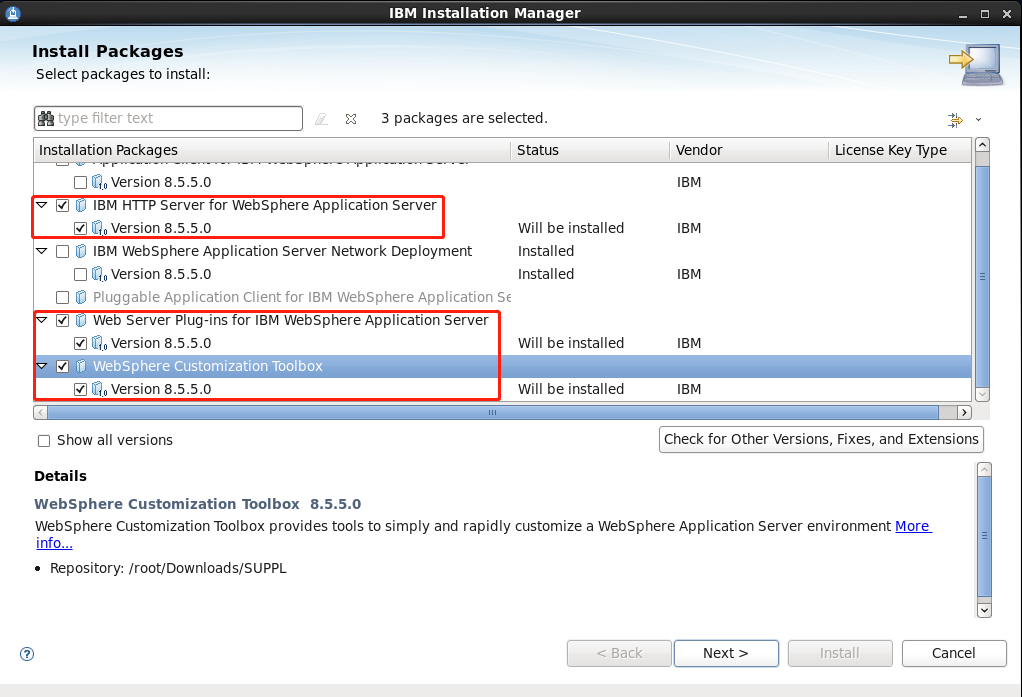 IBM Installation Manager
Install Packages
Select packages to install:
type filter text
3 packages are selected.
Installation Packages Status Vendor License Key Type
Application Client for IBM WebSphere Application Server
Version 8.5.5.0 IBM
IBM HTTP Server for WebSphere Application Server
Version 8.5.5.0 Will be installed IBM
IBM WebSphere Application Server Network Deployment Installed
Version 8.5.5.0 Installed IBM
Pluggable Application Client for IBM WebSphere Application Se
Web Server Plug-ins for IBM WebSphere Application Server
Version 8.5.5.0 Will be installed IBM
WebSphere Customization Toolbox
Version 8.5.5.0 Will be installed IBM
Show all versions
Check for Other Versions, Fixes, and Extensions
Details
WebSphere Customization Toolbox 8.5.5.0
WebSphere Customization Toolbox provides tools to simply and rapidly customize a WebSphere Application Server environment More
info...
• Repository: /root/Downloads/SUPPL
? < Back Next > Install Cancel